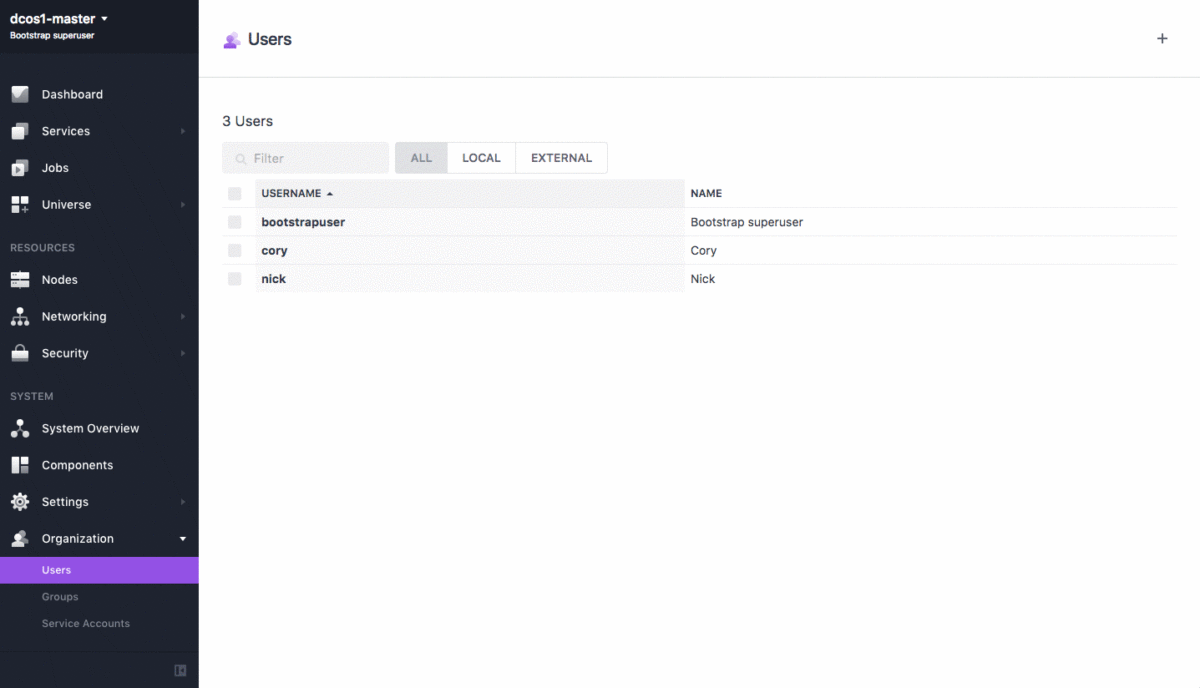 dcos1-master
Bootstrap superuser
Dashboard
Services
Jobs
Universe
RESOURCES
Nodes
Networking
Security
SYSTEM
System Overview
Components
Settings
Organization
Users
Groups
Service Accounts
Users
3 Users
Filter ALL LOCAL EXTERNAL
USERNAME NAME
bootstrapuser Bootstrap superuser
cory Cory
nick Nick